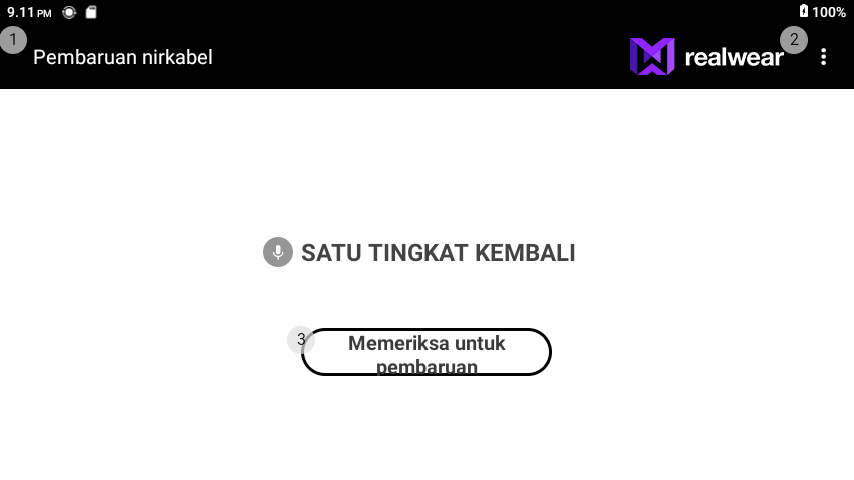 9.11 PM
100%
1
2
Pembaruan nirkabel
realwear
SATU TINGKAT KEMBALI
3
Memeriksa untuk
pembaruan